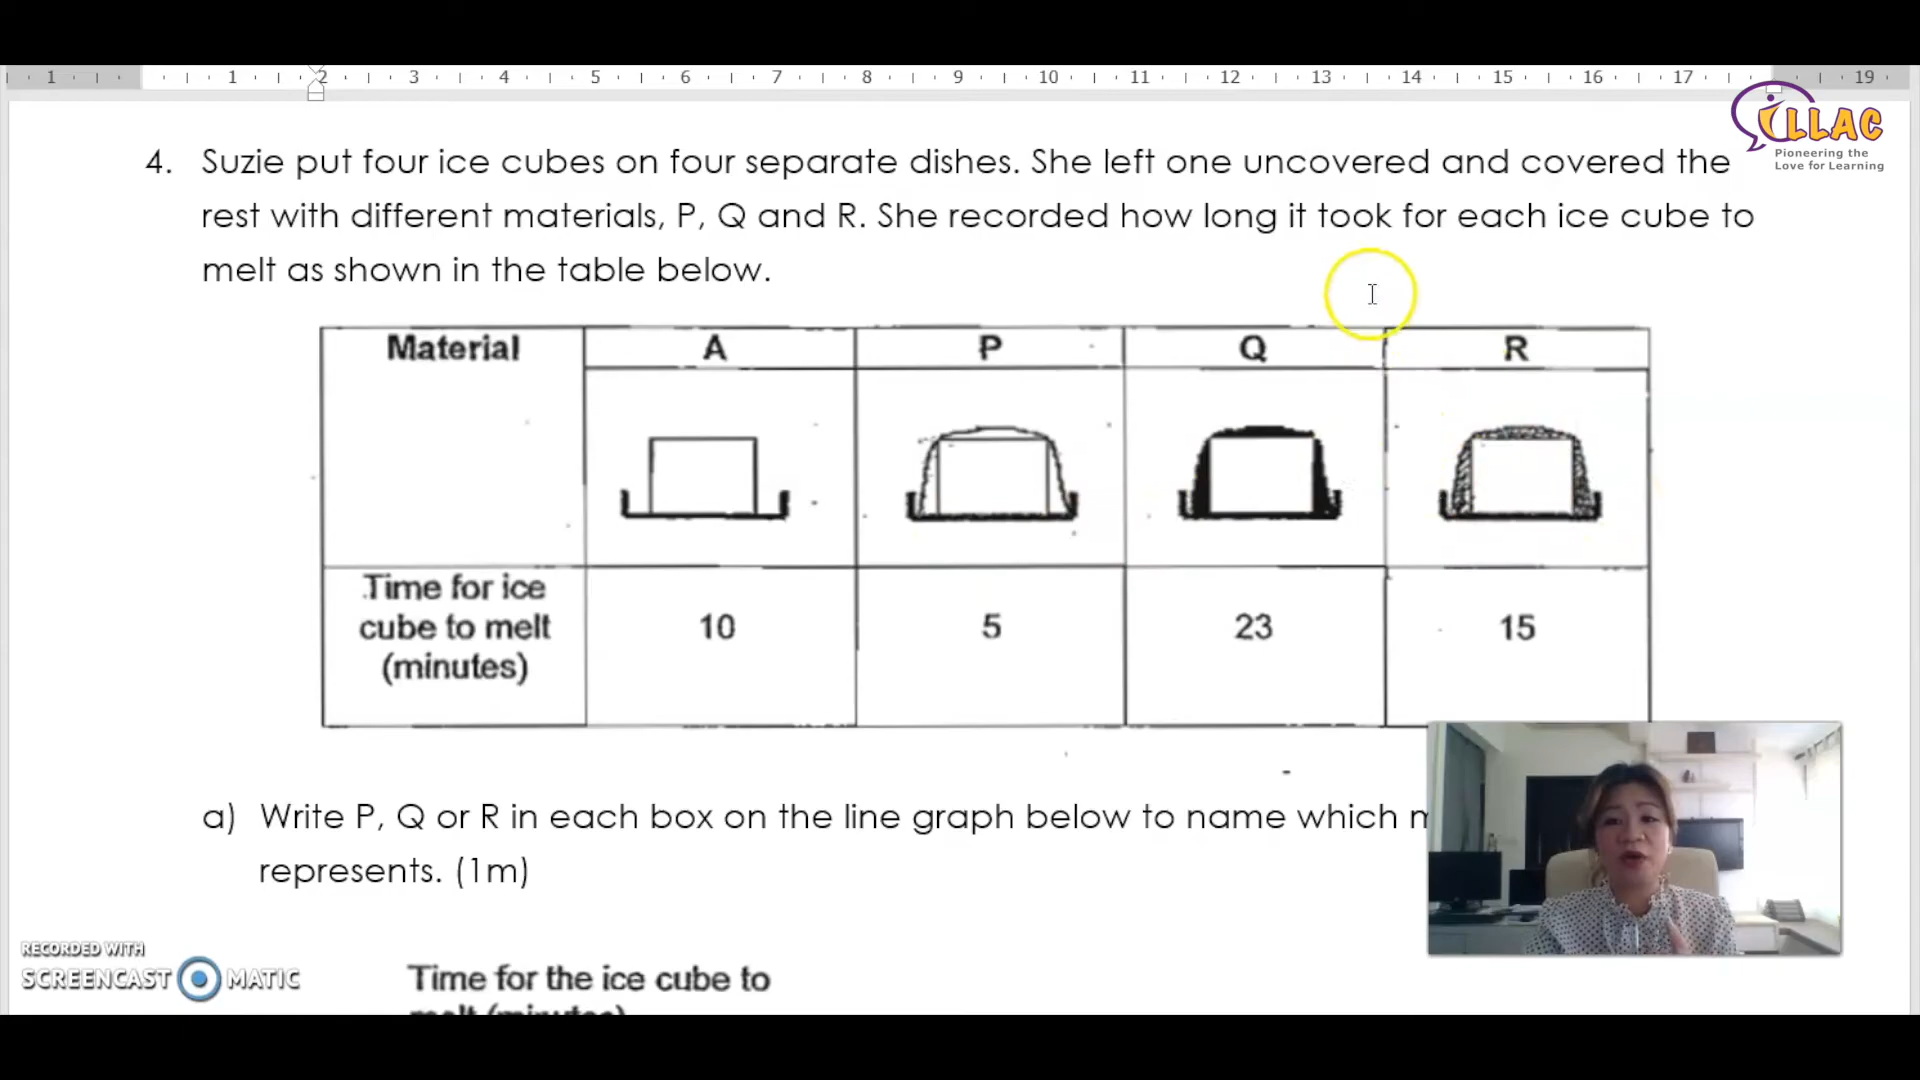 1 1 2 3 4 5 6 7 8 9 10 11 12 13 14 15 16 17 19
iLLAC
Pioneering the
Love for Learning
4. Suzie put four ice cubes on four separate dishes. She left one uncovered and covered the
rest with different materials, P, Q and R. She recorded how long it took for each ice cube to
melt as shown in the table below.
Material A P Q R
Time for ice
cube to melt
(minutes)
10 5 23 15
a) Write P, Q or R in each box on the line graph below to name which
represents. (1m)
RECORDED WITH
SCREENCAST MATIC
Time for the ice cube to
melt (minutes)